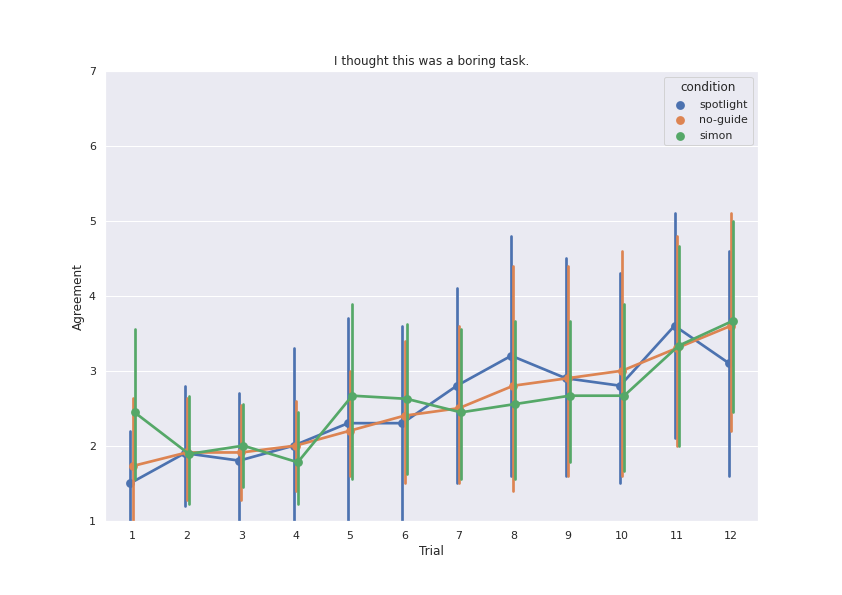 I thought this was a boring task.
7
6
5
4
3
2
1
Agreement
condition
spotlight
no-guide
simon
1 2 3 4 5 6 7 8 9 10 11 12
Trial